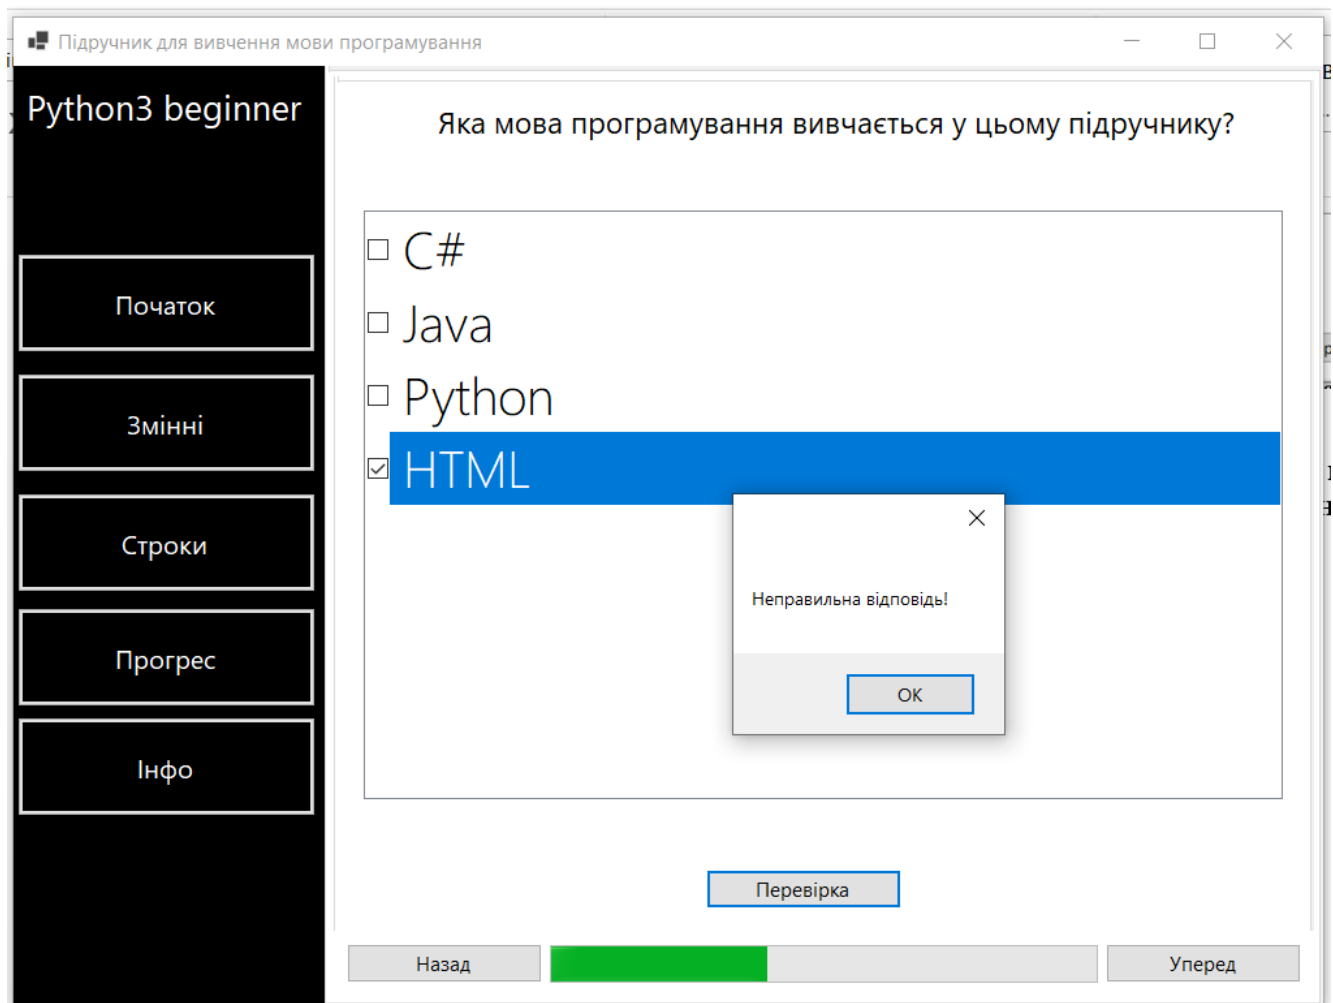 Підручник для вивчення мови програмування
Python3 beginner
Яка мова програмування вивчається у цьому підручнику?
C#
Java
Python
HTML
Початок
Змінні
Строки
Прогрес
Інфо
Неправильна відповідь!
ОК
Перевірка
Назад
Уперед